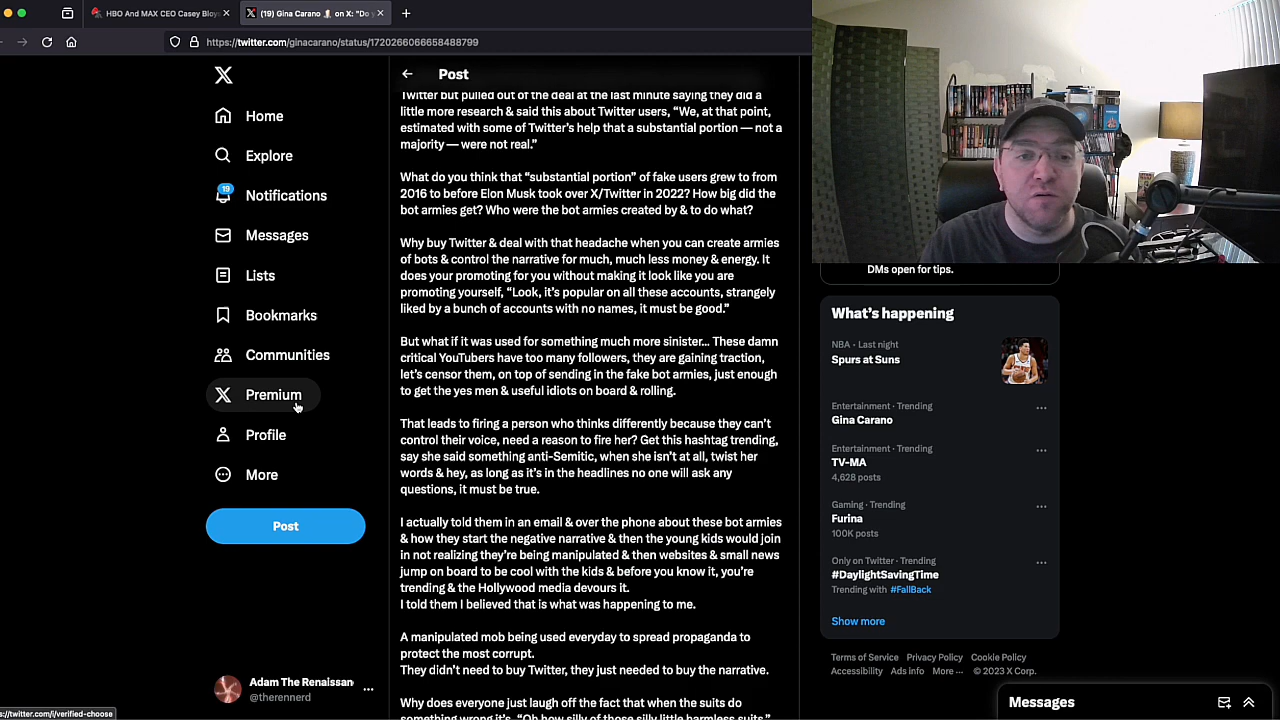 HBO And MAX CEO Casey Bloys
(19) Gina Carano on X: "Do y
https://twitter.com/ginacarano/status/1720266066658488799
Home
Explore
19
Notifications
Messages
Lists
Bookmarks
Communities
Premium
Profile
More
Post
Adam The Renaissan
@therennerd
s://twitter.com/i/verified-choose
Post
Twitter but pulled out of the deal at the last minute saying they did a
little more research & said this about Twitter users, “We, at that point,
estimated with some of Twitter’s help that a substantial portion — not a
majority — were not real.”
What do you think that “substantial portion” of fake users grew to from
2016 to before Elon Musk took over X/Twitter in 2022? How big did the
bot armies get? Who were the bot armies created by & to do what?
Why buy Twitter & deal with that headache when you can create armies
of bots & control the narrative for much, much less money & energy. It
does your promoting for you without making it look like you are
promoting yourself, “Look, it’s popular on all these accounts, strangely
liked by a bunch of accounts with no names, it must be good.”
But what if it was used for something much more sinister… These damn
critical YouTubers have too many followers, they are gaining traction,
let’s censor them, on top of sending in the fake bot armies, just enough
to get the yes men & useful idiots on board & rolling.
That leads to firing a person who thinks differently because they can’t
control their voice, need a reason to fire her? Get this hashtag trending,
say she said something anti-Semitic, when she isn’t at all, twist her
words & hey, as long as it’s in the headlines no one will ask any
questions, it must be true.
I actually told them in an email & over the phone about these bot armies
& how they start the negative narrative & then the young kids would join
in not realizing they’re being manipulated & then websites & small news
jump on board to be cool with the kids & before you know it, you’re
trending & the Hollywood media devours it.
I told them I believed that is what was happening to me.
A manipulated mob being used everyday to spread propaganda to
protect the most corrupt.
They didn’t need to buy Twitter, they just needed to buy the narrative.
Why does everyone just laugh off the fact that when the suits do
something wrong it’s, “Oh how silly of those silly little harmless suits.”
DMs open for tips.
What’s happening
NBA · Last night
Spurs at Suns
Entertainment · Trending
Gina Carano
Entertainment · Trending
TV-MA
4,628 posts
Gaming · Trending
Furina
100K posts
Only on Twitter · Trending
#DaylightSavingTime
Trending with #FallBack
Show more
Terms of Service Privacy Policy Cookie Policy
Accessibility Ads info More ··· © 2023 X Corp.
Messages